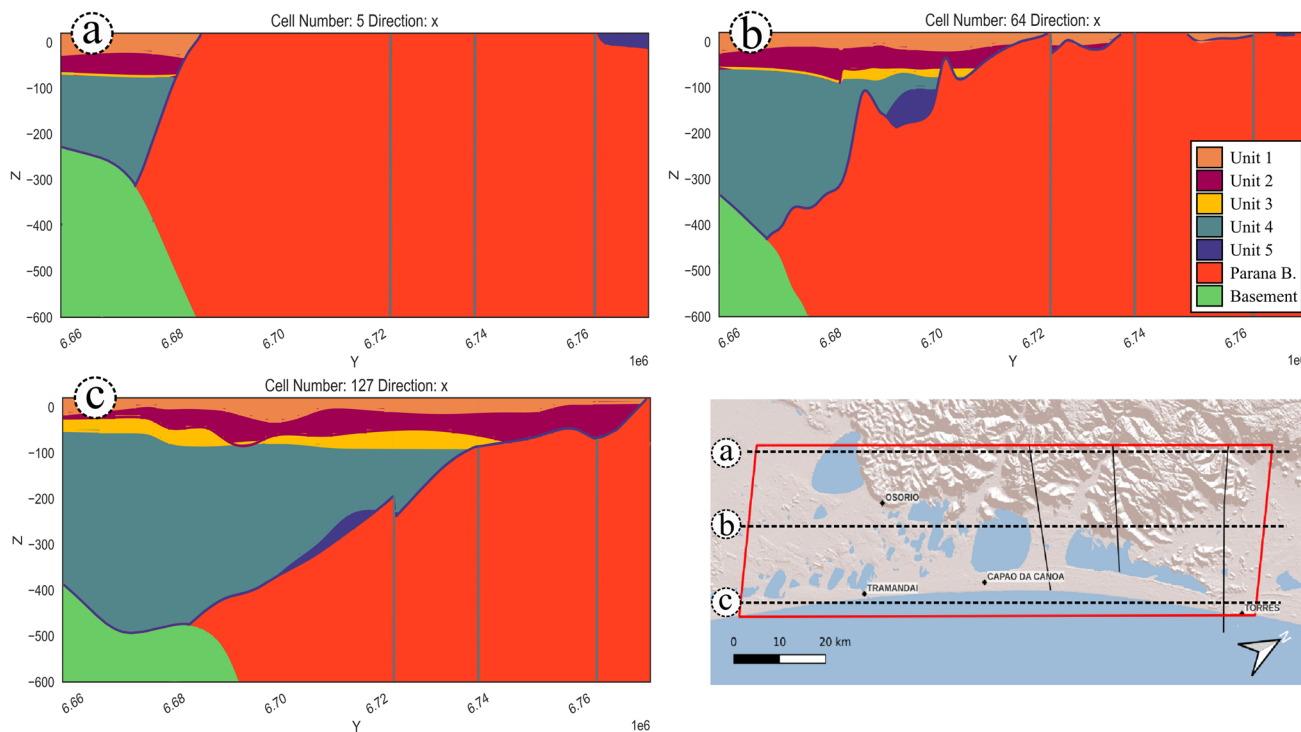 a
Cell Number: 5 Direction: x
0
−100
−200
−300
−400
−500
−600
Z
6.66
6.68
6.70
6.72
6.74
6.76
Y
1e6
b
Cell Number: 64 Direction: x
0
−100
−200
−300
−400
−500
−600
Z
6.66
6.68
6.70
6.72
6.74
6.76
Y
Unit 1
Unit 2
Unit 3
Unit 4
Unit 5
Parana B.
Basement
c
Cell Number: 127 Direction: x
0
−100
−200
−300
−400
−500
−600
Z
6.66
6.68
6.70
6.72
6.74
6.76
Y
1e6
a
b
c
OSORIO
CAPAO DA CANOA
TRAMANDAI
TORRES
0 10 20 km
N